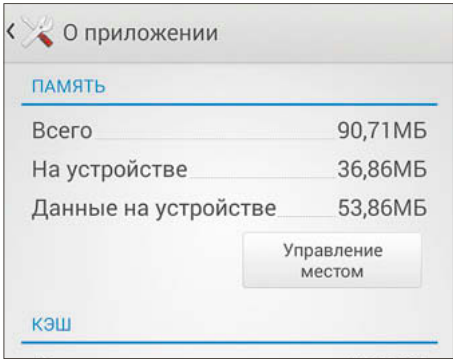 О приложении
ПАМЯТЬ
Всего 90,71МБ
На устройстве 36,86МБ
Данные на устройстве 53,86МБ
Управление
местом
КЭШ